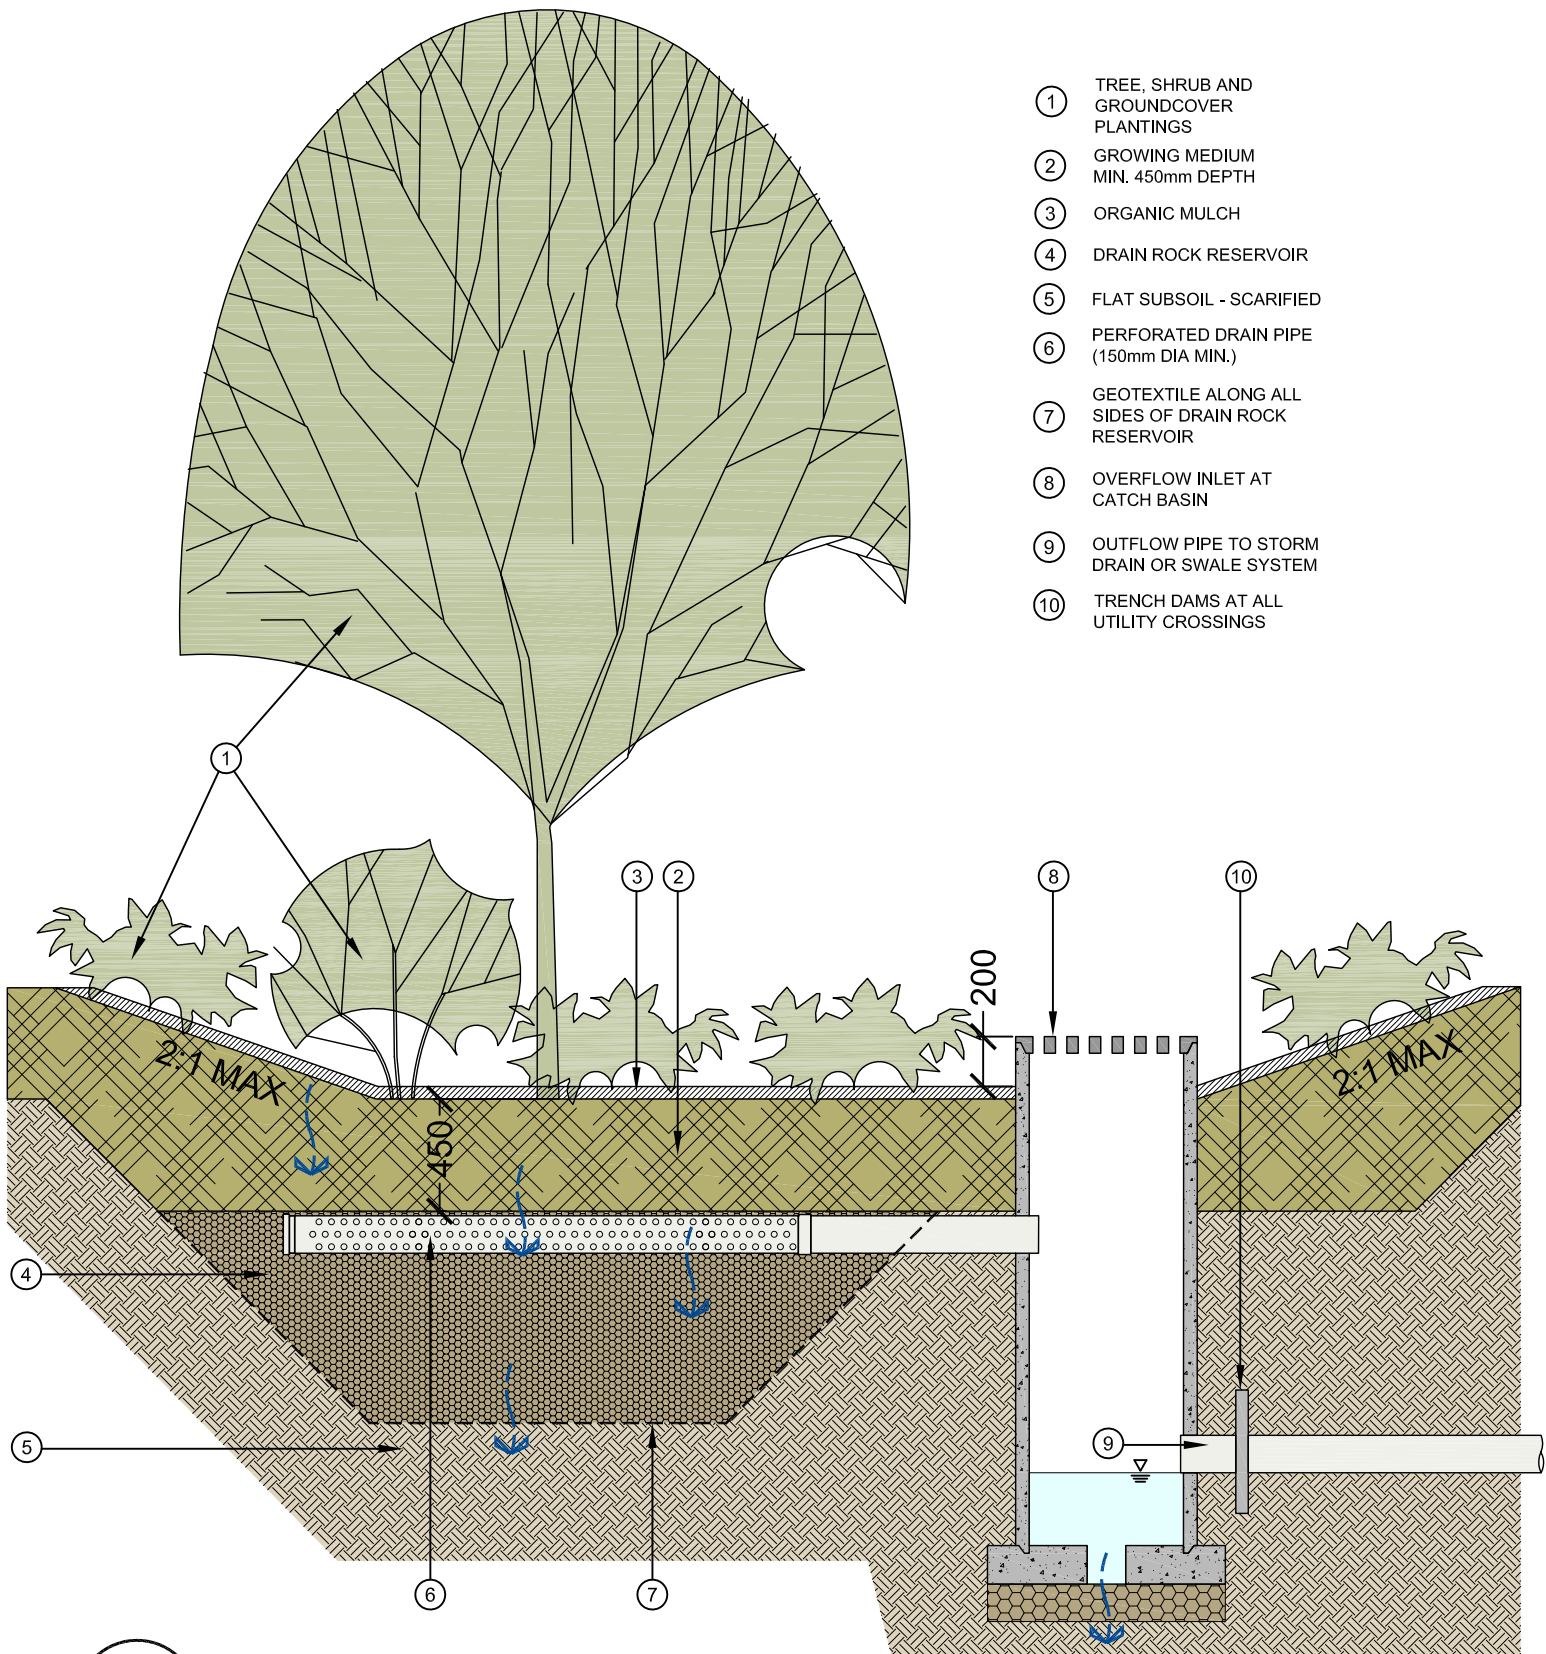 1 TREE, SHRUB AND
GROUNDCOVER
PLANTINGS
2 GROWING MEDIUM
MIN. 450mm DEPTH
3 ORGANIC MULCH
4 DRAIN ROCK RESERVOIR
5 FLAT SUBSOIL - SCARIFIED
6 PERFORATED DRAIN PIPE
(150mm DIA MIN.)
7 GEOTEXTILE ALONG ALL
SIDES OF DRAIN ROCK
RESERVOIR
8 OVERFLOW INLET AT
CATCH BASIN
9 OUTFLOW PIPE TO STORM
DRAIN OR SWALE SYSTEM
10 TRENCH DAMS AT ALL
UTILITY CROSSINGS
1
3 2 8 10
200
2:1 MAX
2:1 MAX
450
4
5
9
6 7